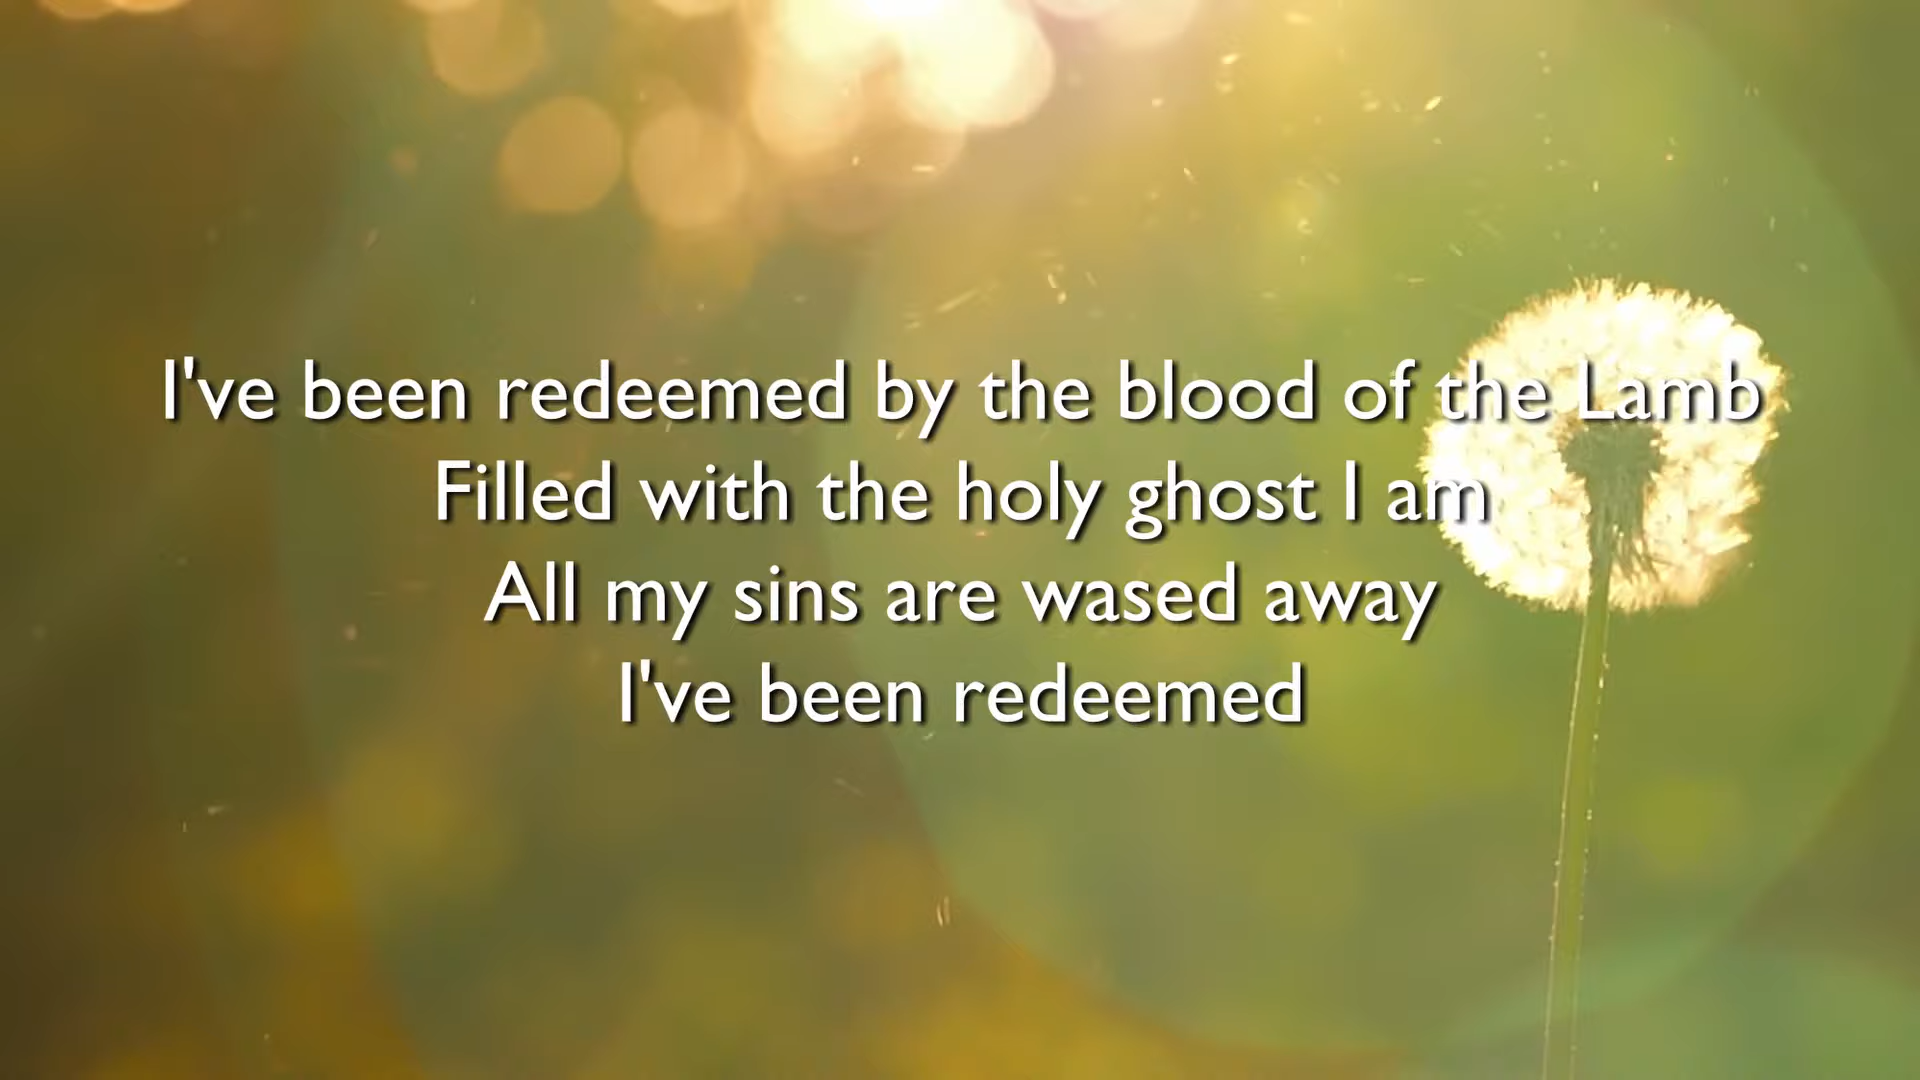 I've been redeemed by the blood of the Lamb
Filled with the holy ghost I am
All my sins are wased away
I've been redeemed